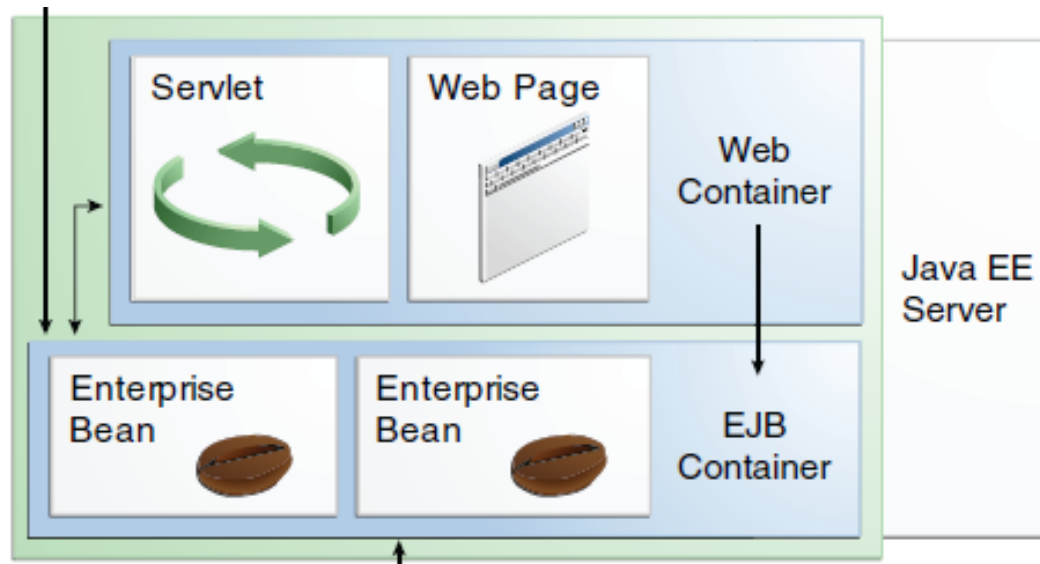 Servlet
Web Page
Web
Container
Java EE
Server
Enterprise
Bean
Enterprise
Bean
EJB
Container